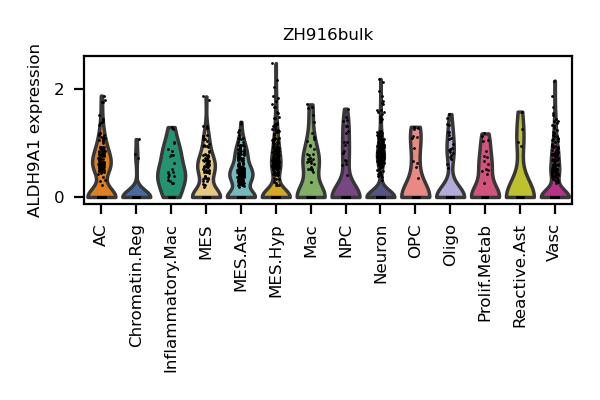 ZH916bulk
ALDH9A1 expression
2
0
AC
Chromatin.Reg
Inflammatory.Mac
MES
MES.Ast
MES.Hyp
Mac
NPC
Neuron
OPC
Oligo
Prolif.Metab
Reactive.Ast
Vasc